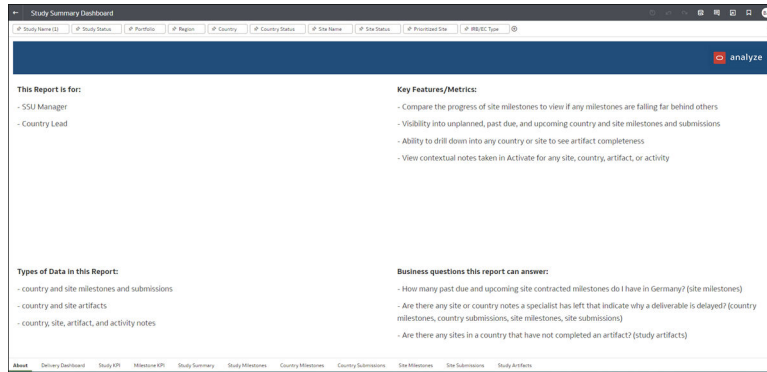 ← Study Summary Dashboard
Study Name (1) Study Status Portfolio Region Country Country Status Site Name Site Status Prioritized Site IRB/EC Type
analyze
This Report is for:
- SSU Manager
- Country Lead
Key Features/Metrics:
- Compare the progress of site milestones to view if any milestones are falling far behind others
- Visibility into unplanned, past due, and upcoming country and site milestones and submissions
- Ability to drill down into any country or site to see artifact completeness
- View contextual notes taken in Activate for any site, country, artifact, or activity
Types of Data in this Report:
- country and site milestones and submissions
- country and site artifacts
- country, site, artifact, and activity notes
Business questions this report can answer:
- How many past due and upcoming site contracted milestones do I have in Germany? (site milestones)
- Are there any site or country notes a specialist has left that indicate why a deliverable is delayed? (country
milestones, country submissions, site milestones, site submissions)
- Are there any sites in a country that have not completed an artifact? (study artifacts)
About Delivery Dashboard Study KPI Milestone KPI Study Summary Study Milestones Country Milestones Country Submissions Site Milestones Site Submissions Study Artifacts